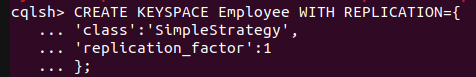 cqlsh> CREATE KEYSPACE Employee WITH REPLICATION={
... 'class':'SimpleStrategy',
... 'replication_factor':1
... };